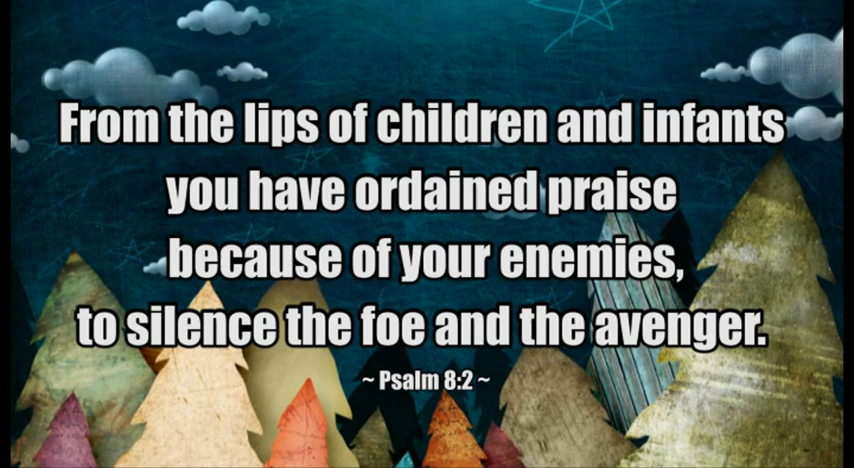 From the lips of children and infants
you have ordained praise
because of your enemies,
to silence the foe and the avenger.
~ Psalm 8:2 ~